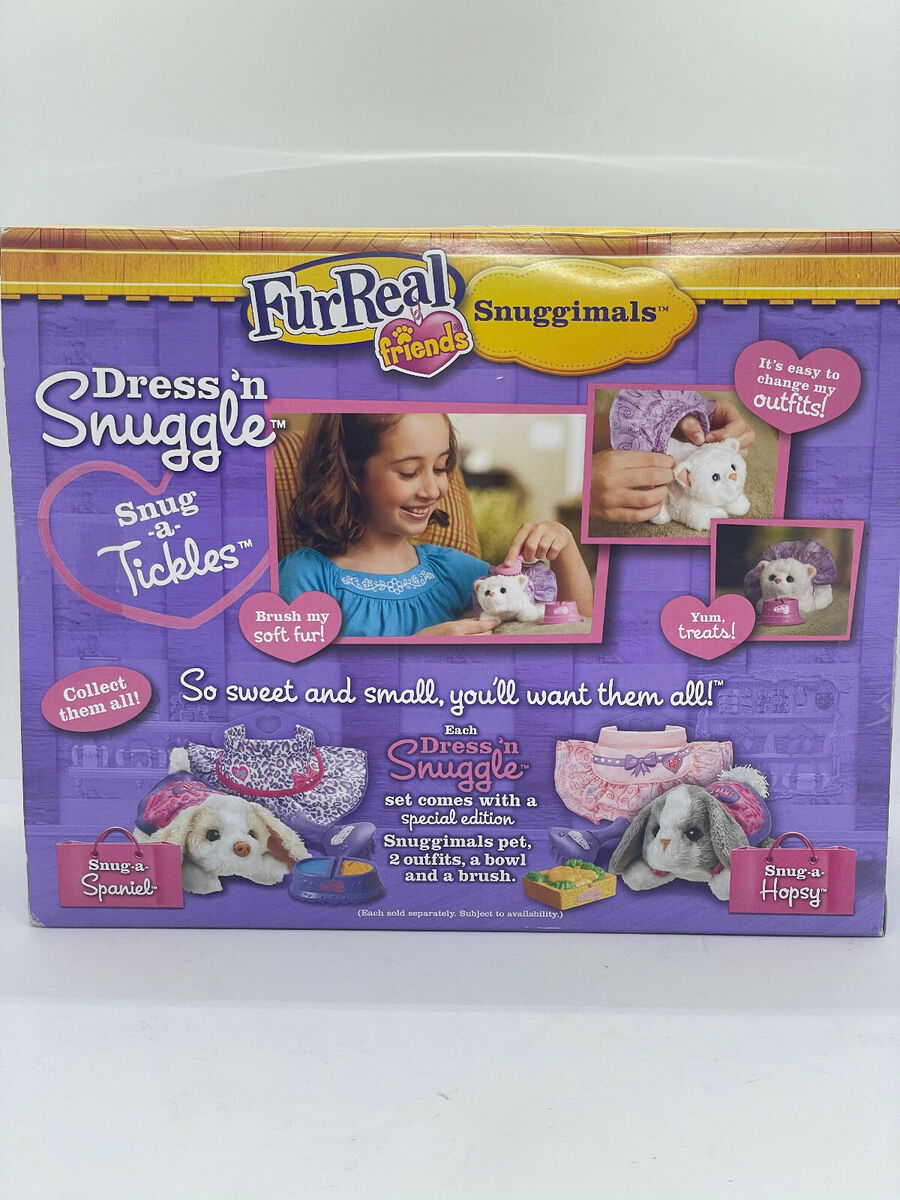 FurReal
friends
Snuggimals™
Dress 'n
Snuggle™
Snug
-a-
Tickles™
It's easy to
change my
outfits!
Brush my
soft fur!
Yum,
treats!
Collect
them all!
So sweet and small, you'll want them all!™
Each
Dress 'n
Snuggle™
set comes with a
special edition
Snuggimals pet,
2 outfits, a bowl
and a brush.
Snug-a-
Spaniel™
Snug-a-
Hopsy™
(Each sold separately. Subject to availability.)